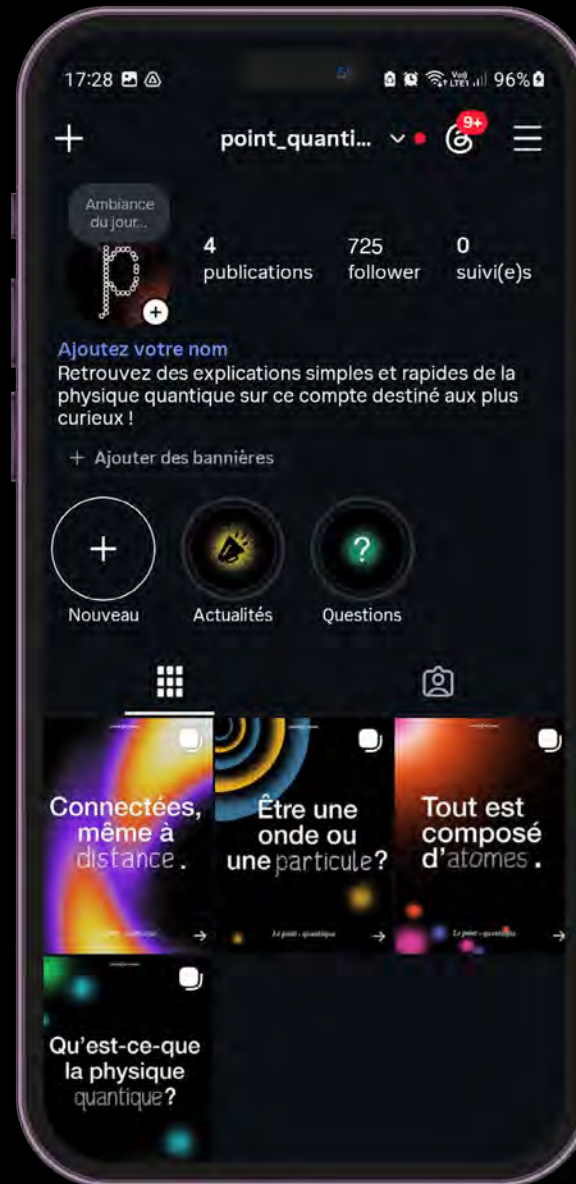 17:28
96%
point_quanti...
9+
Ambiance
du jour...
4
publications
725
follower
0
suivi(e)s
Ajoutez votre nom
Retrouvez des explications simples et rapides de la
physique quantique sur ce compte destiné aux plus
curieux !
+ Ajouter des bannières
Nouveau
Actualités
Questions
Connectées,
même à
distance.
Être une
onde ou
une particule?
Le point - quantique
Tout est
composé
d'atomes.
Le point - quantique
Qu'est-ce-que
la physique
quantique?